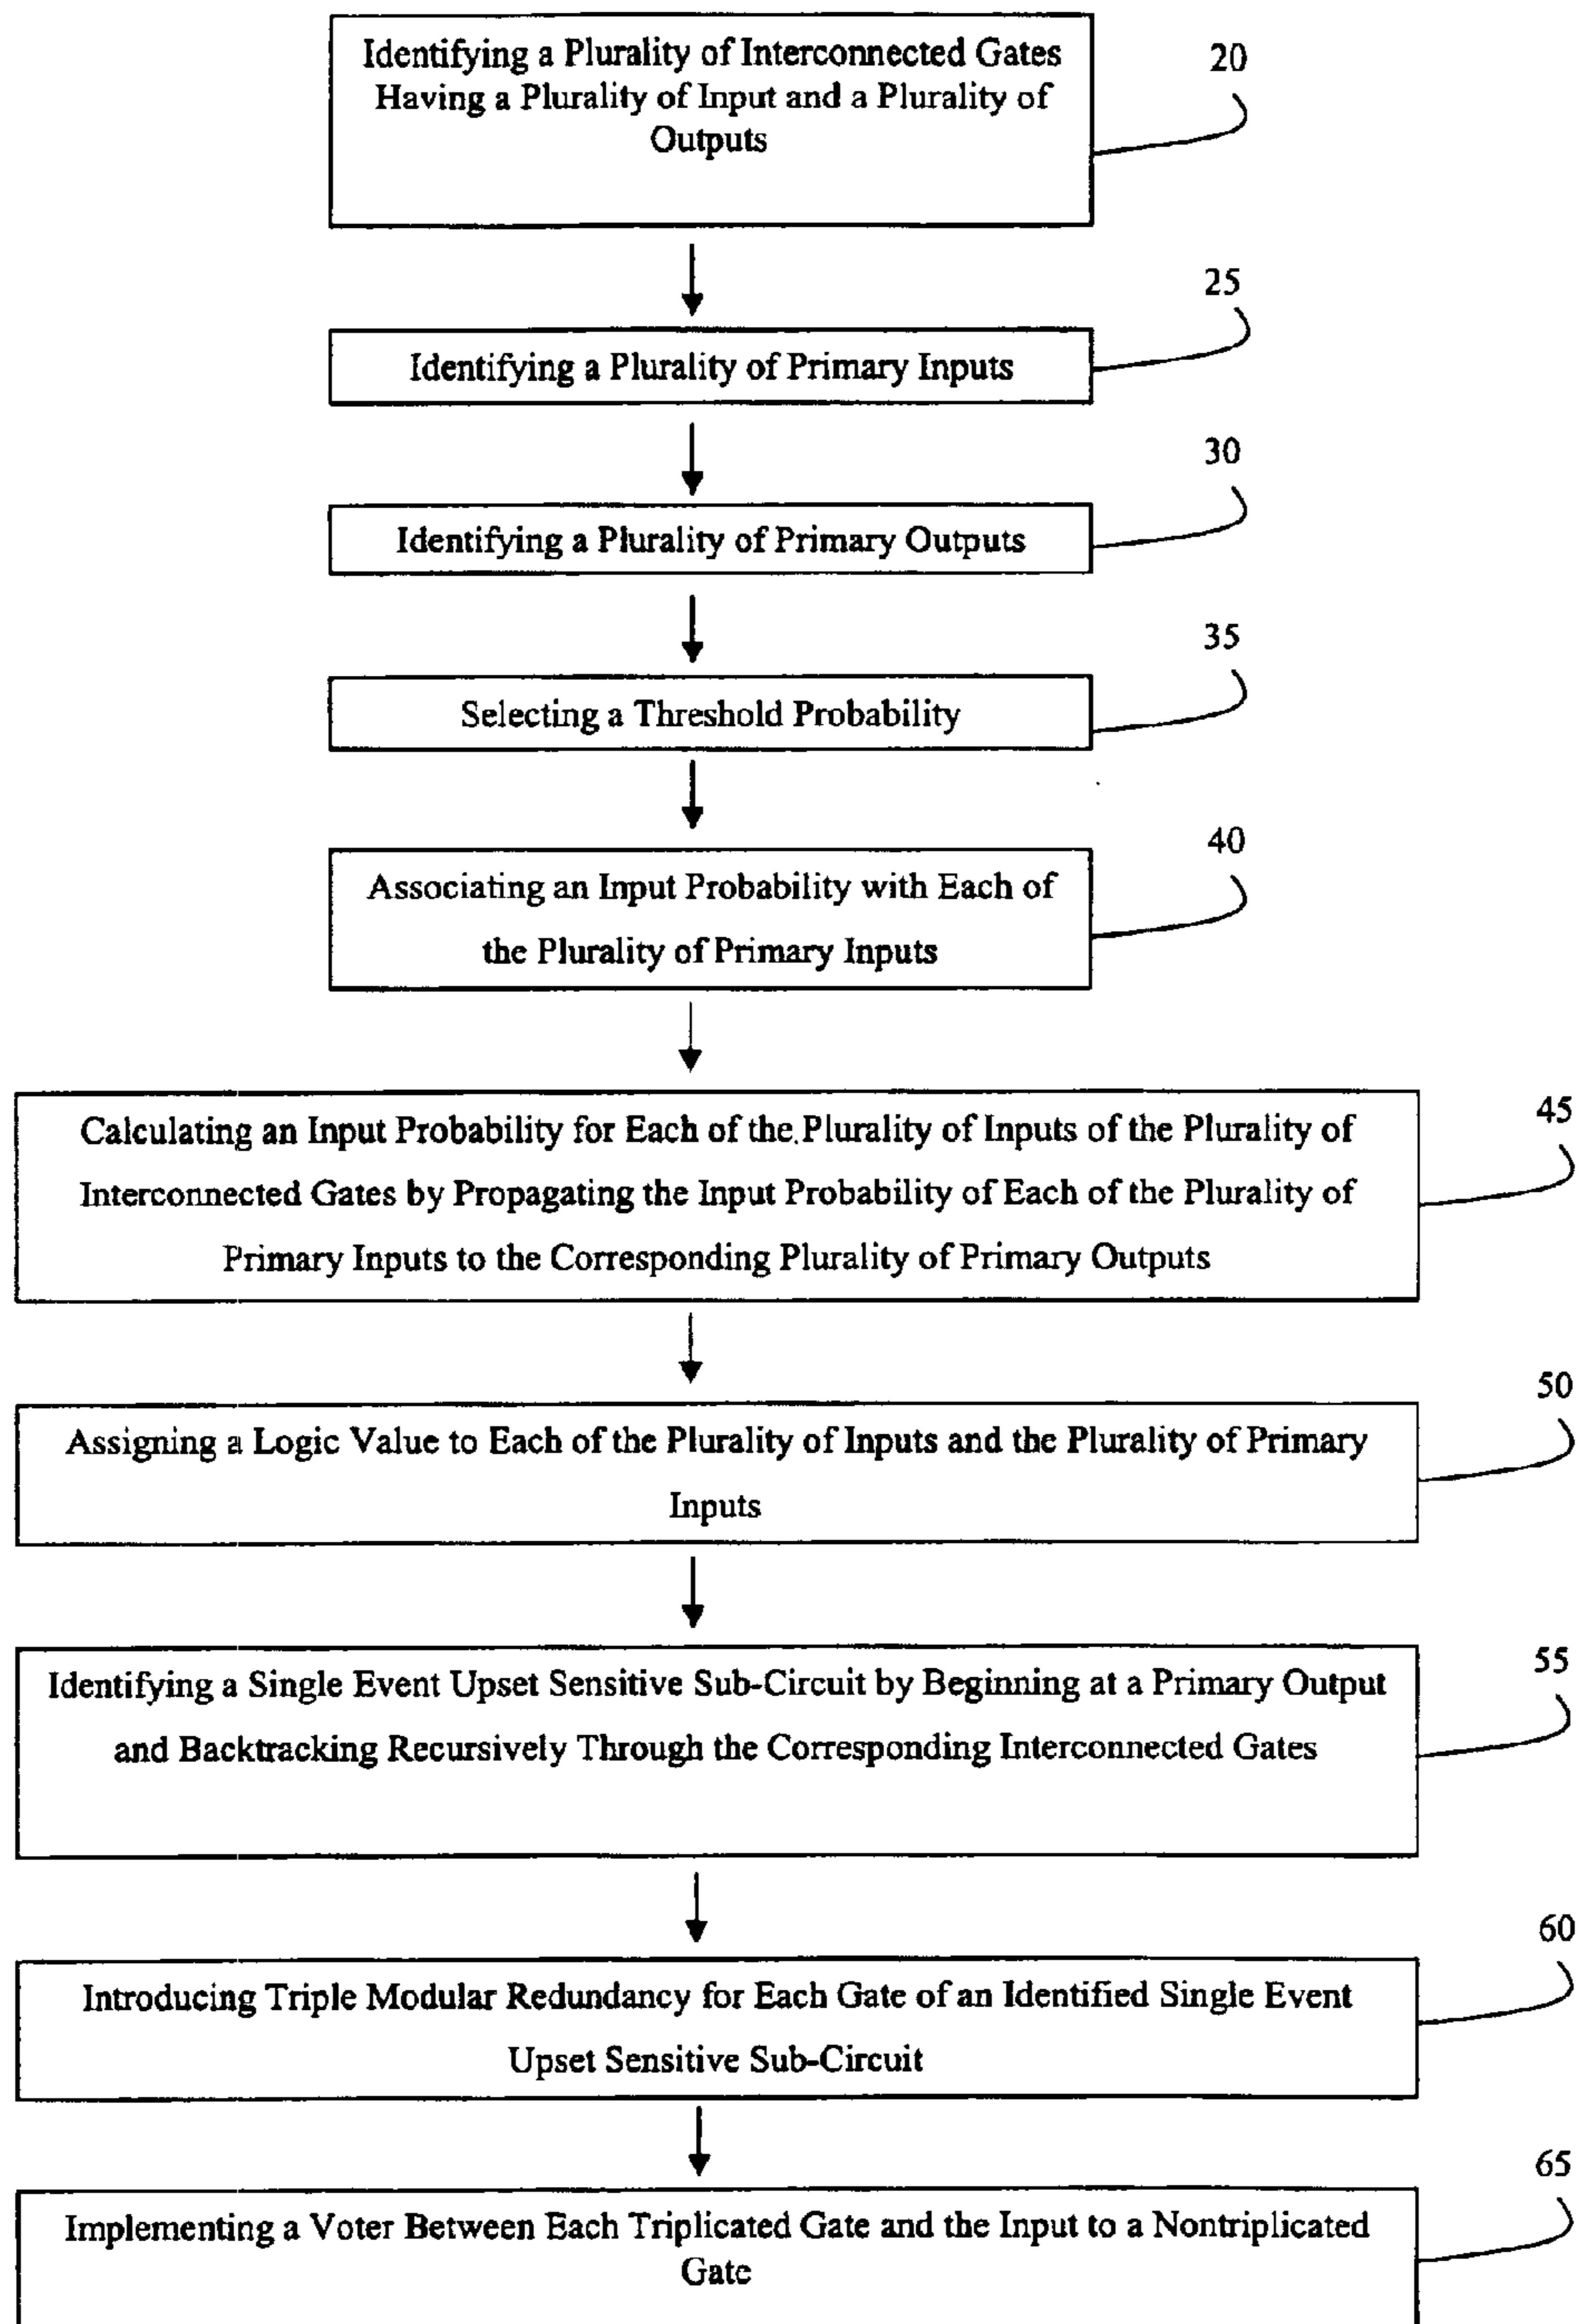 Identifying a Plurality of Interconnected Gates
Having a Plurality of Input and a Plurality of
Outputs
20
25
Identifying a Plurality of Primary Inputs
30
Identifying a Plurality of Primary Outputs
35
Selecting a Threshold Probability
40
Associating an Input Probability with Each of
the Plurality of Primary Inputs
45
Calculating an Input Probability for Each of the Plurality of Inputs of the Plurality of
Interconnected Gates by Propagating the Input Probability of Each of the Plurality of
Primary Inputs to the Corresponding Plurality of Primary Outputs
50
Assigning a Logic Value to Each of the Plurality of Inputs and the Plurality of Primary
Inputs
55
Identifying a Single Event Upset Sensitive Sub-Circuit by Beginning at a Primary Output
and Backtracking Recursively Through the Corresponding Interconnected Gates
60
Introducing Triple Modular Redundancy for Each Gate of an Identified Single Event
Upset Sensitive Sub-Circuit
65
Implementing a Voter Between Each Triplicated Gate and the Input to a Nontriplicated
Gate